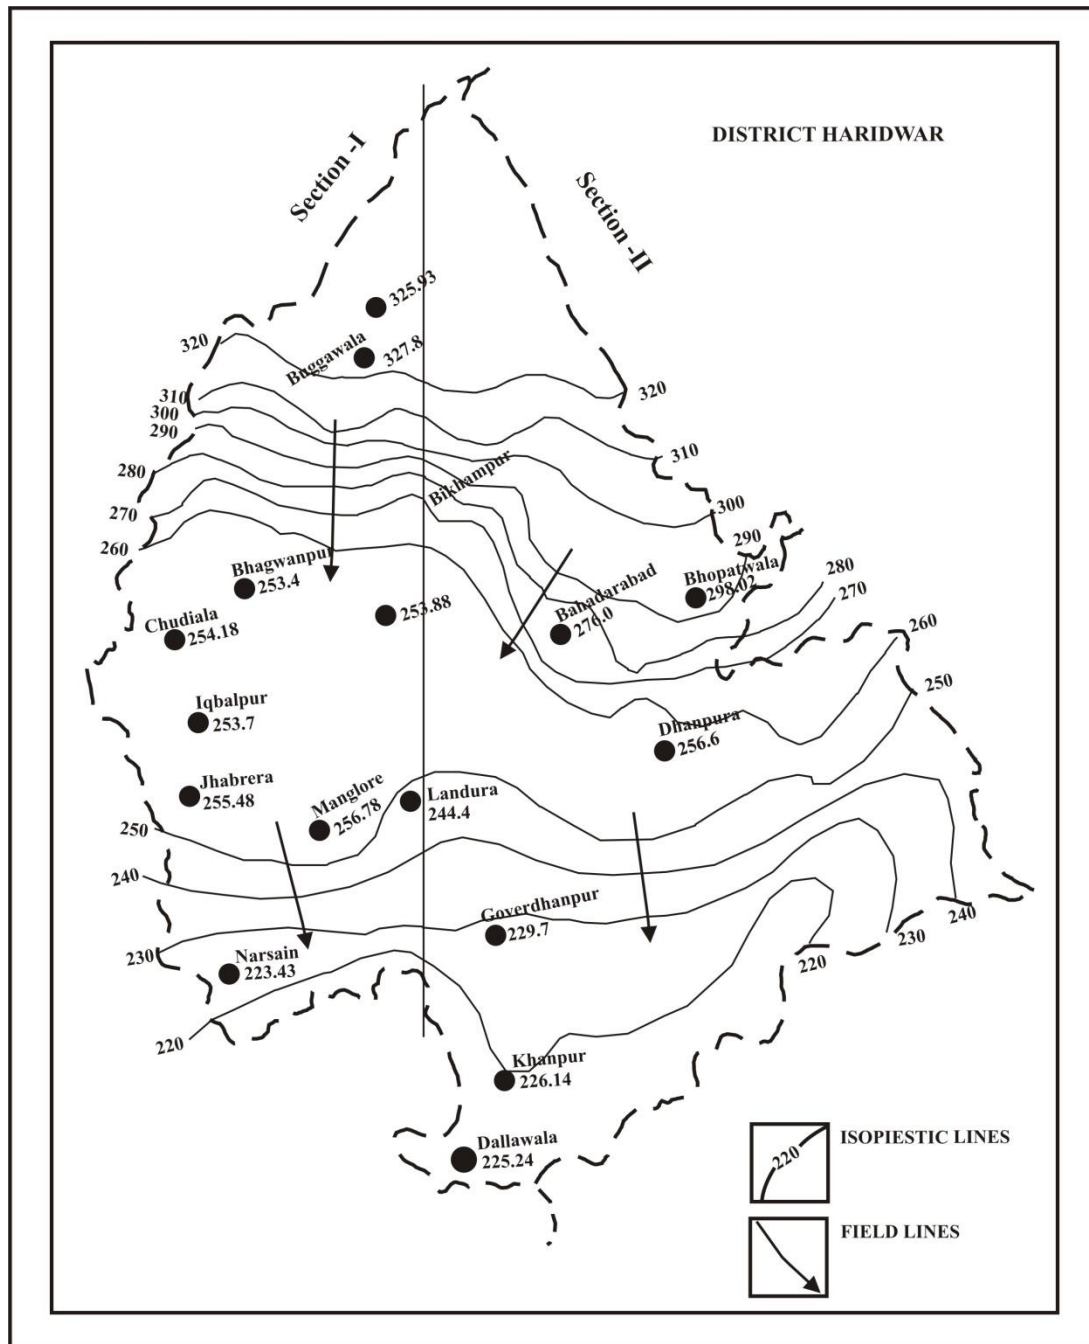 DISTRICT HARIDWAR
Section -I
Section -II
325.93
320
Buggawala
327.8
320
310
300
290
310
280
Bikhampur
270
300
260
290
Bhagwanpur
253.4
Bhopatwala
298.02
280
270
253.88
Bahadarabad
276.0
Chudiala
254.18
260
250
Iqbalpur
253.7
Dhanpura
256.6
Jhabrera
255.48
Manglore
256.78
Landura
244.4
250
240
Goverdhanpur
229.7
240
230
230
220
Narsain
223.43
220
Khanpur
226.14
Dallawala
225.24
220
ISOPIESTIC LINES
FIELD LINES